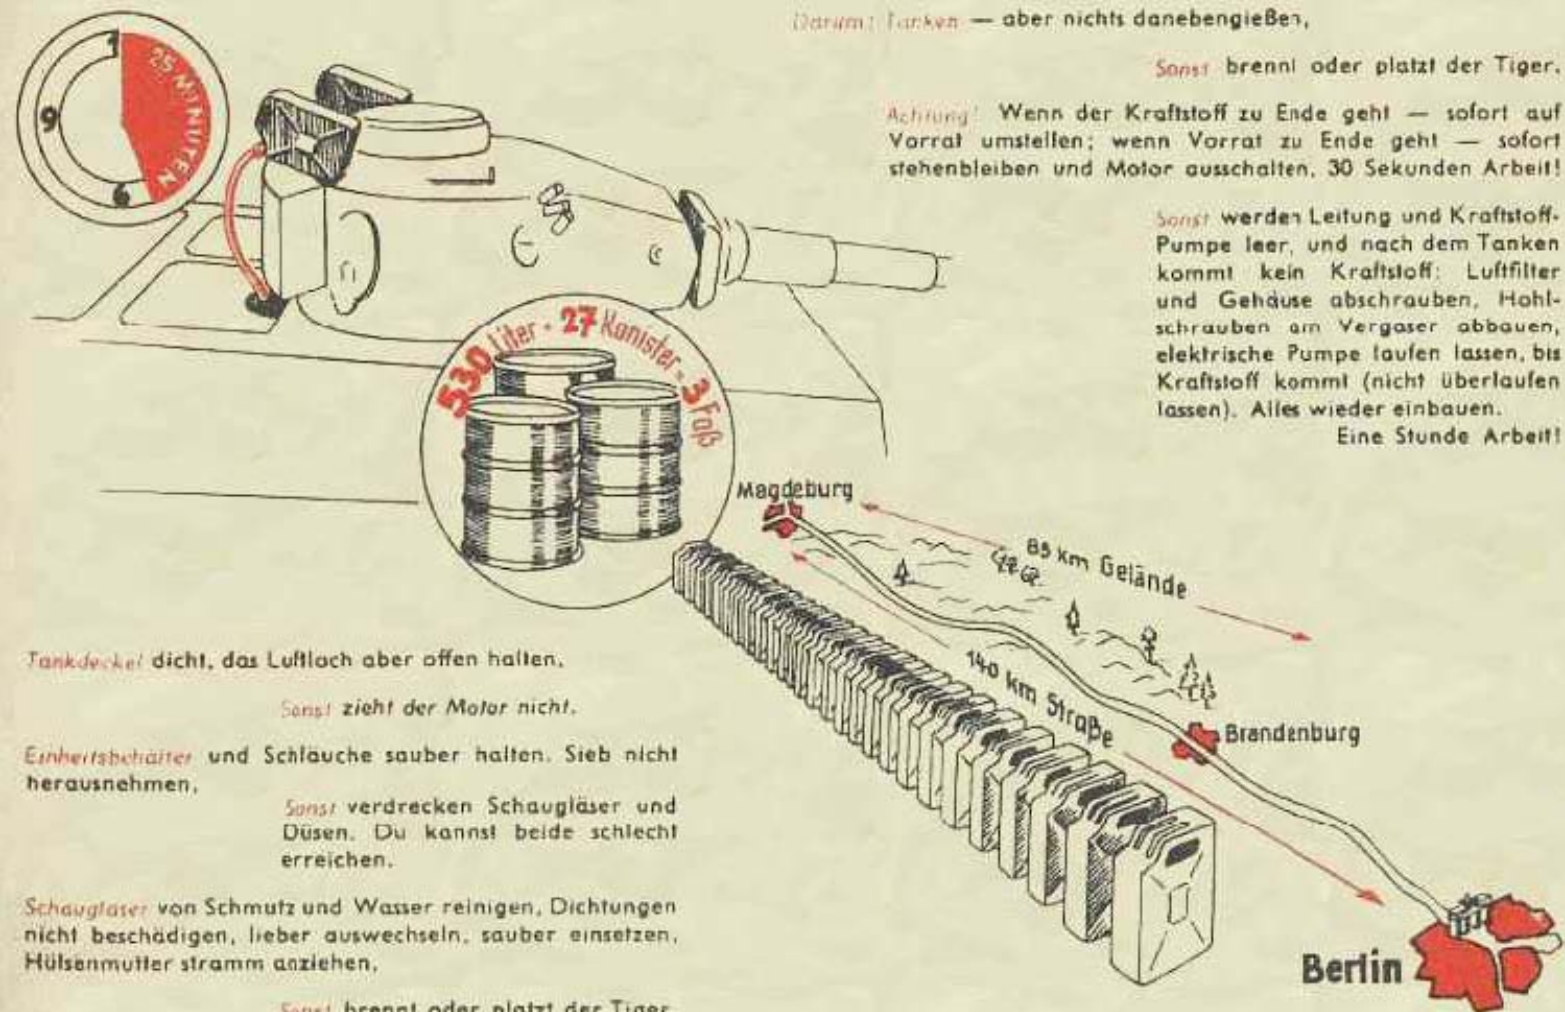 Darum: Tanken — aber nichts danebengießen,
Sonst brennt oder platzt der Tiger.
Achtung! Wenn der Kraftstoff zu Ende geht — sofort auf
Vorrat umstellen; wenn Vorrat zu Ende geht — sofort
stehenbleiben und Motor ausschalten. 30 Sekunden Arbeit!
Sonst werden Leitung und Kraftstoff-
Pumpe leer, und nach dem Tanken
kommt kein Kraftstoff: Luftfilter
und Gehäuse abschrauben, Hohl-
schrauben am Vergaser abbauen,
elektrische Pumpe laufen lassen, bis
Kraftstoff kommt (nicht überlaufen
lassen). Alles wieder einbauen.
Eine Stunde Arbeit!
1
9
6
25 MINUTEN
530 Liter - 27 Kanister - 3 Faß
Magdeburg
85 km Gelände
140 km Straße
Brandenburg
Berlin
Tankdeckel dicht, das Luftloch aber offen halten,
Sonst zieht der Motor nicht.
Einheitsbehälter und Schläuche sauber halten. Sieb nicht
herausnehmen,
Sonst verdrecken Schaugläser und
Düsen. Du kannst beide schlecht
erreichen.
Schaugläser von Schmutz und Wasser reinigen, Dichtungen
nicht beschädigen, lieber auswechseln, sauber einsetzen,
Hülsenmutter stramm anziehen,
Sonst brennt oder platzt der Tiger